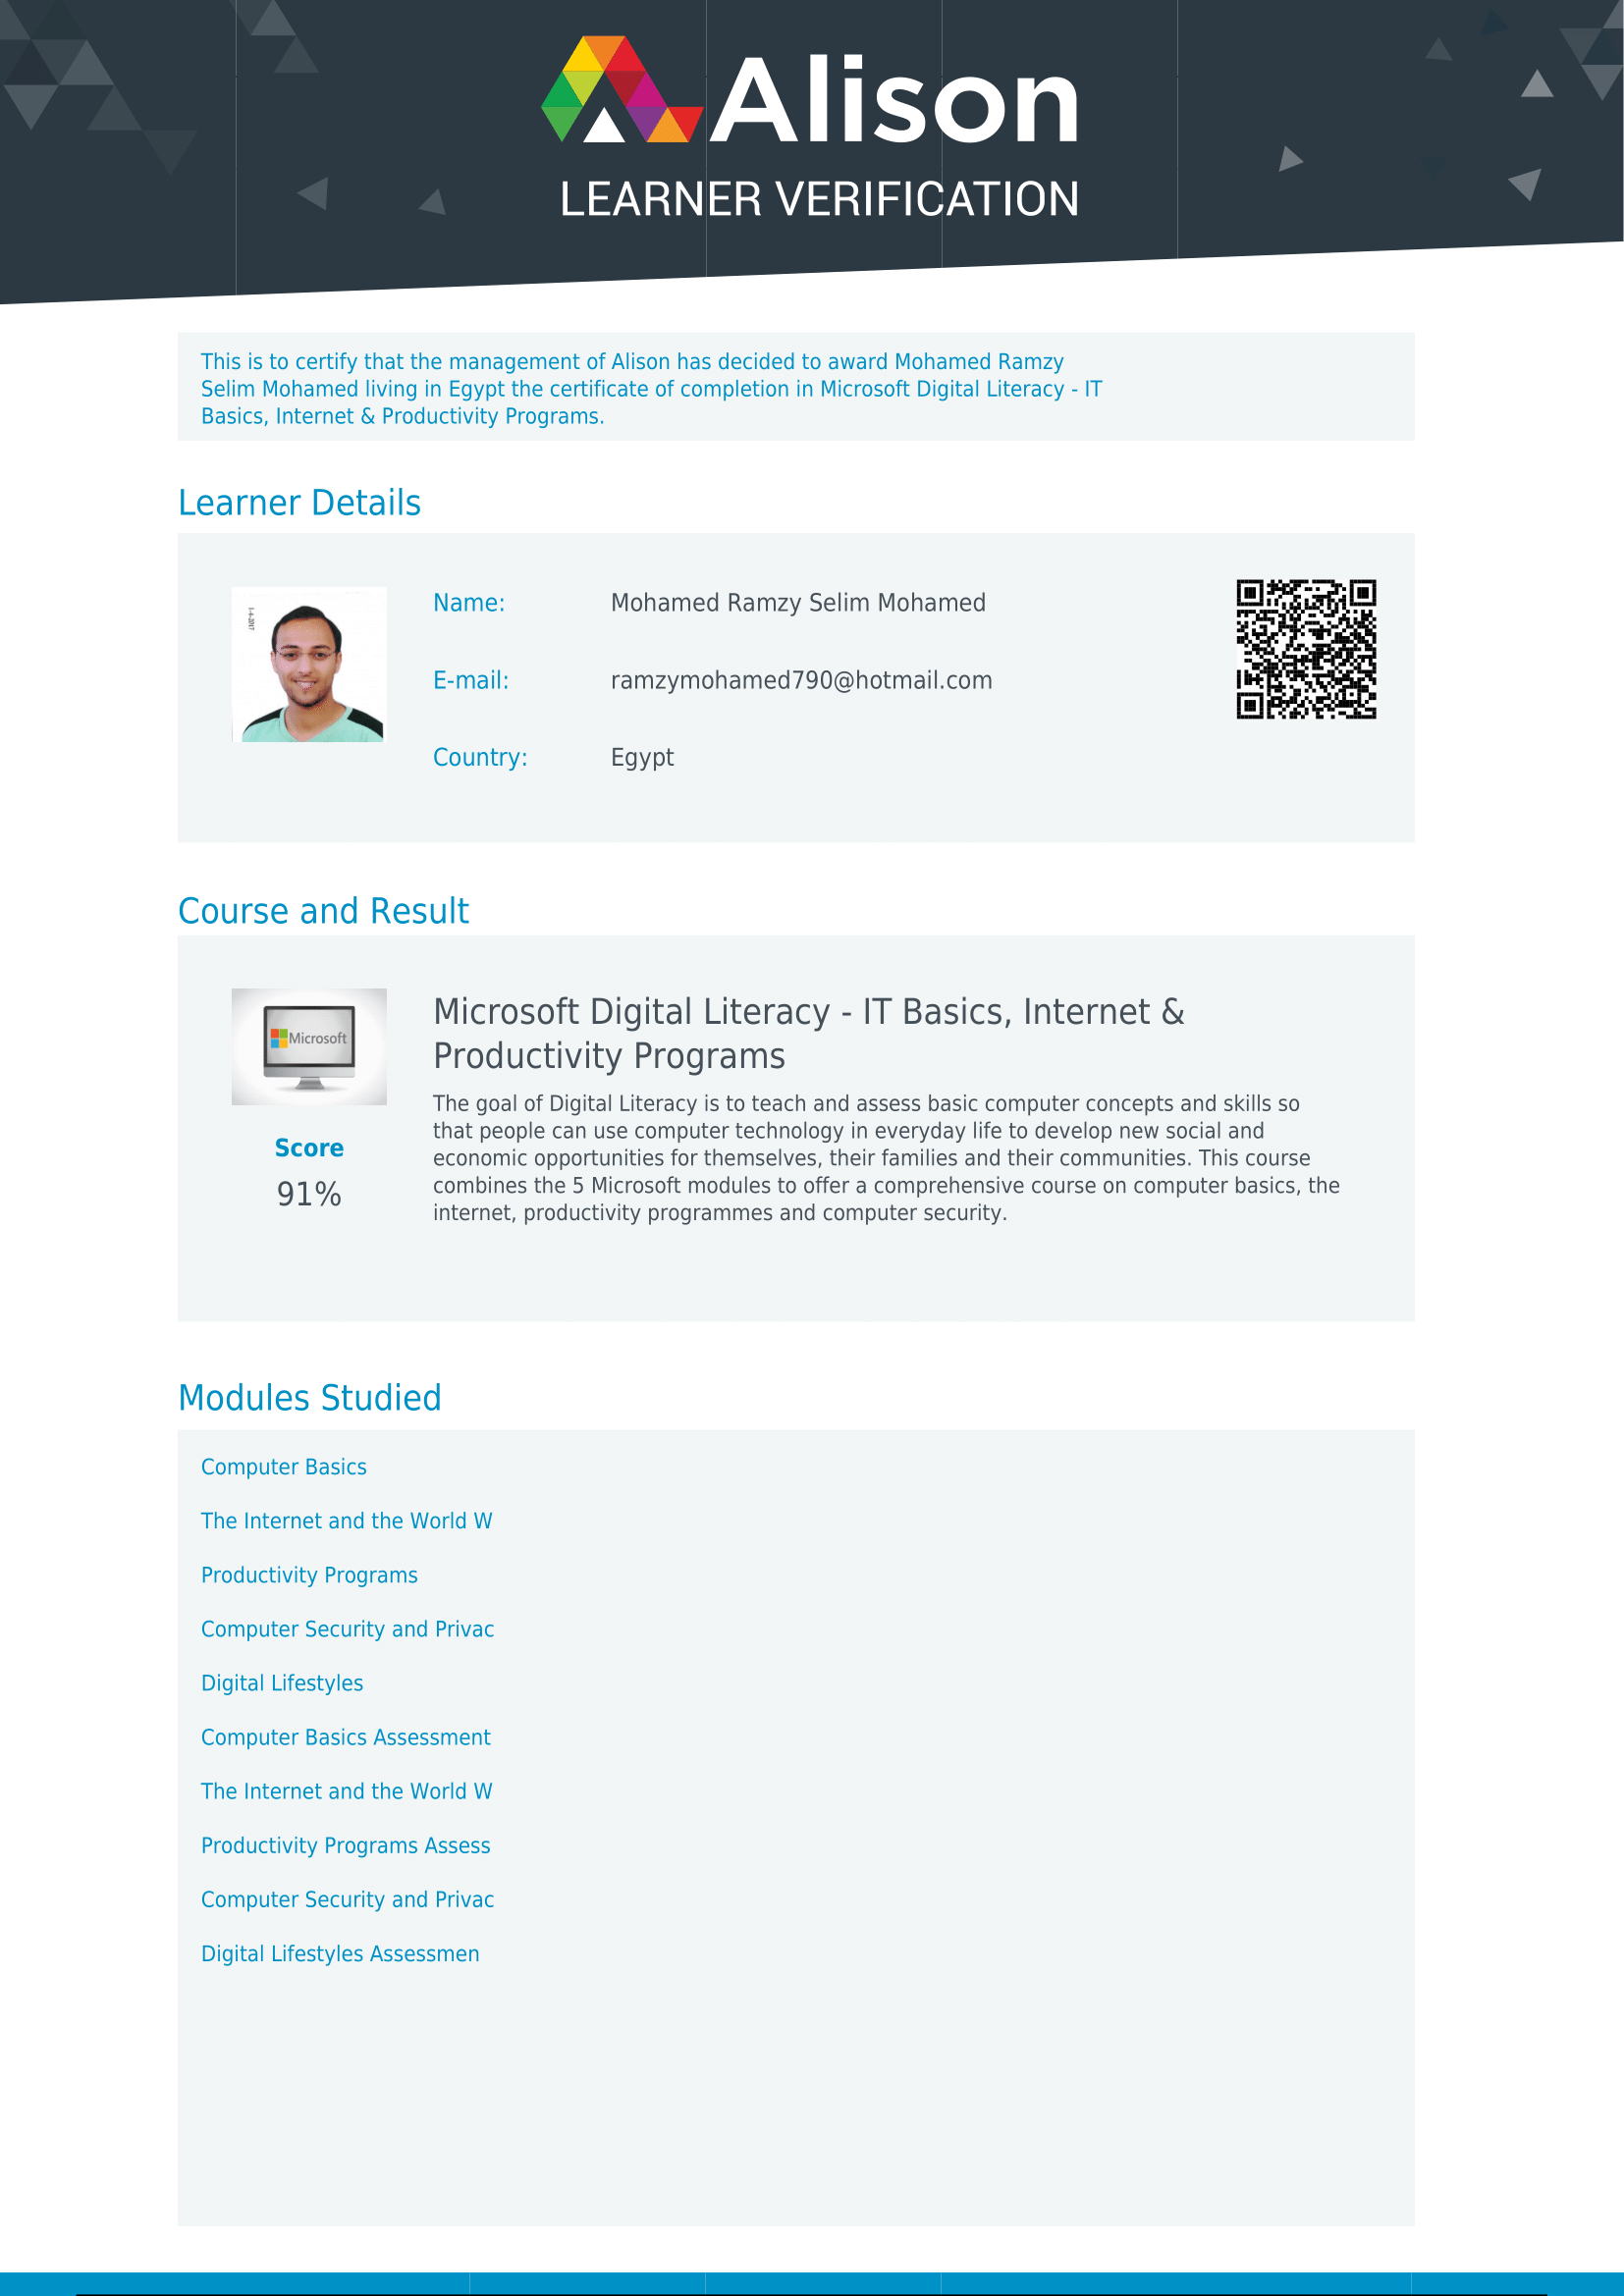 Alison
LEARNER VERIFICATION
This is to certify that the management of Alison has decided to award Mohamed Ramzy
Selim Mohamed living in Egypt the certificate of completion in Microsoft Digital Literacy - IT
Basics, Internet & Productivity Programs.
Learner Details
Name: Mohamed Ramzy Selim Mohamed
E-mail: ramzymohamed790@hotmail.com
Country: Egypt
Course and Result
Microsoft
Microsoft Digital Literacy - IT Basics, Internet &
Productivity Programs
The goal of Digital Literacy is to teach and assess basic computer concepts and skills so
that people can use computer technology in everyday life to develop new social and
economic opportunities for themselves, their families and their communities. This course
combines the 5 Microsoft modules to offer a comprehensive course on computer basics, the
internet, productivity programmes and computer security.
Score
91%
Modules Studied
Computer Basics
The Internet and the World W
Productivity Programs
Computer Security and Privac
Digital Lifestyles
Computer Basics Assessment
The Internet and the World W
Productivity Programs Assess
Computer Security and Privac
Digital Lifestyles Assessmen